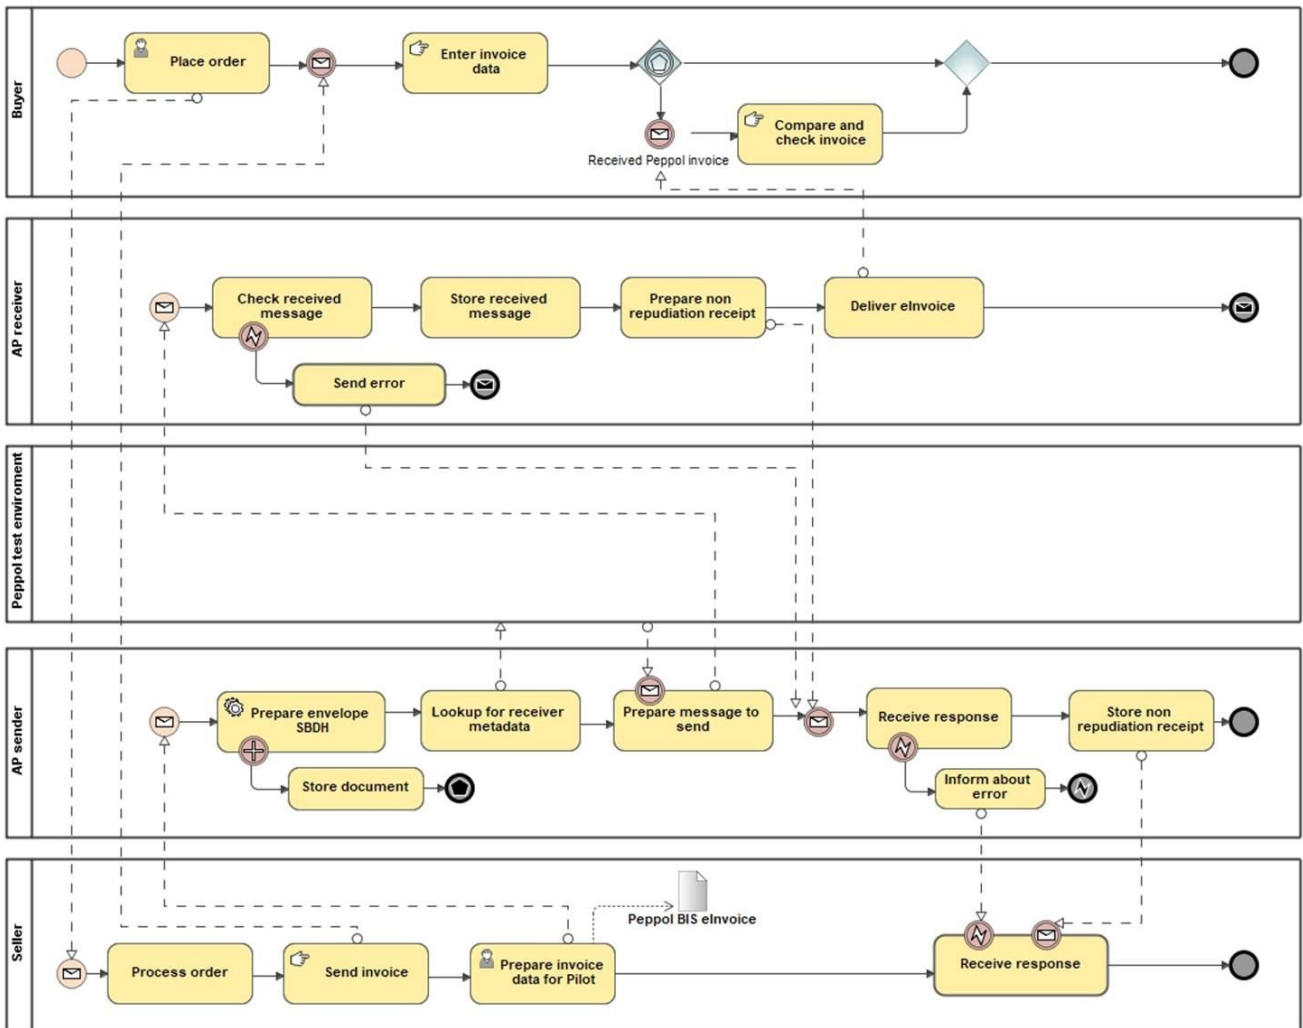 Buyer
Place order
Enter invoice
data
Compare and
check invoice
Received Peppol invoice
AP receiver
Check received
message
Store received
message
Prepare non
repudiation receipt
Deliver eInvoice
Send error
Peppol test enviroment
AP sender
Prepare envelope
SBDH
Lookup for receiver
metadata
Prepare message to
send
Receive response
Store non
repudiation receipt
Store document
Inform about
error
Seller
Peppol BIS eInvoice
Process order
Send invoice
Prepare invoice
data for Pilot
Receive response